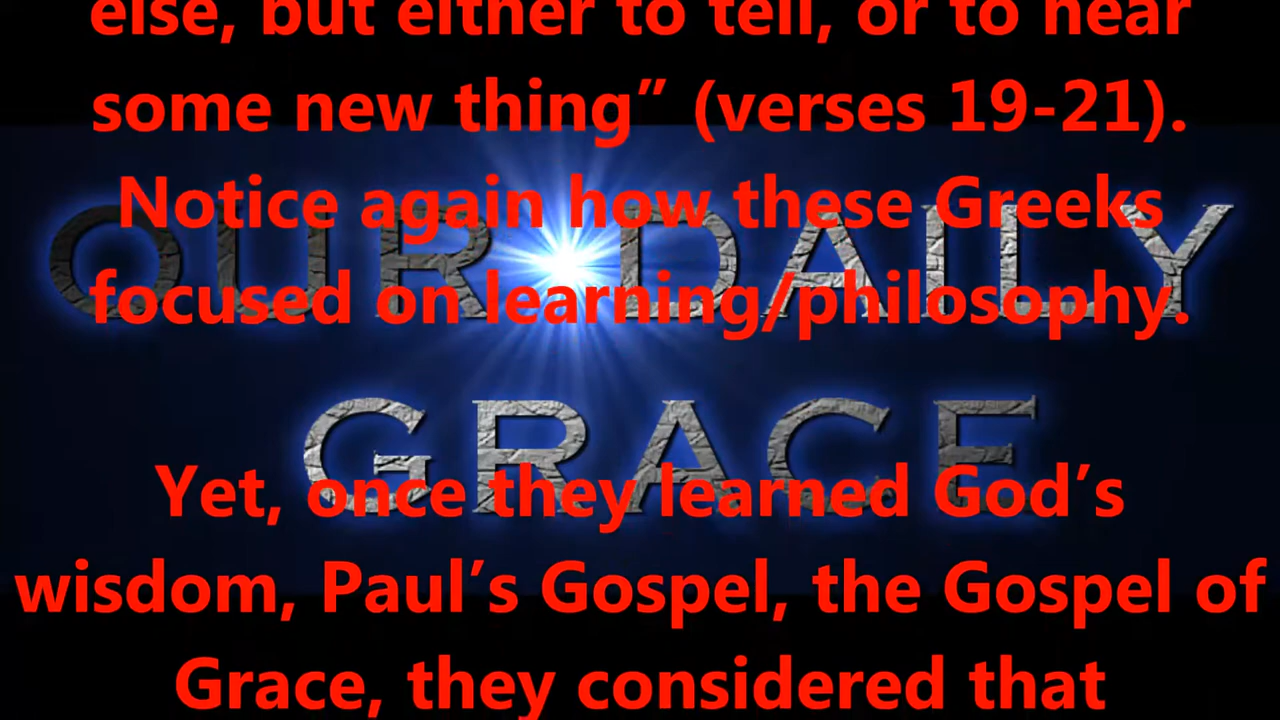 else, but either to tell, or to hear
some new thing” (verses 19-21).
Notice again how these Greeks
OUR DAILY
focused on learning/philosophy.
GRACE
Yet, once they learned God’s
wisdom, Paul’s Gospel, the Gospel of
Grace, they considered that